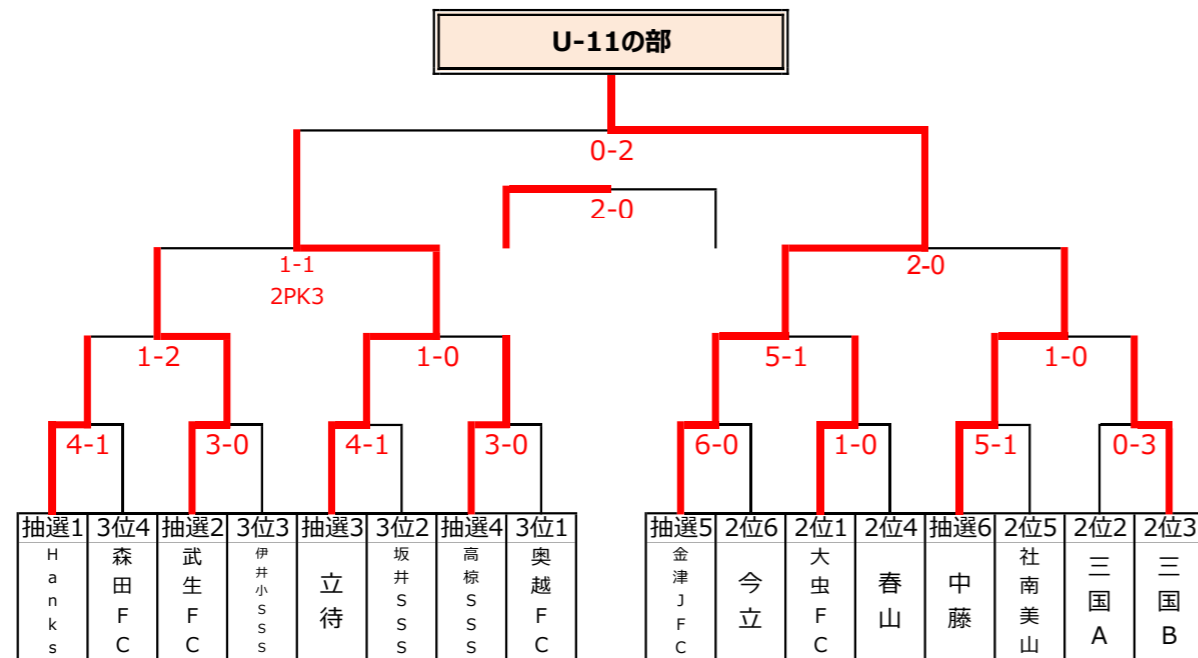 U-11の部
0-2
2-0
1-1
2PK3
2-0
1-2
1-0
5-1
1-0
4-1
3-0
4-1
3-0
6-0
1-0
5-1
0-3
抽選1
3位4
抽選2
3位3
抽選3
3位2
抽選4
3位1
抽選5
2位6
2位1
2位4
抽選6
2位5
2位2
2位3
Hanks
森田FC
武生FC
伊井小SSS
立待
坂井SSS
高椋SSS
奥越FC
金津JFC
今立
大虫FC
春山
中藤
社南美山
三国A
三国B